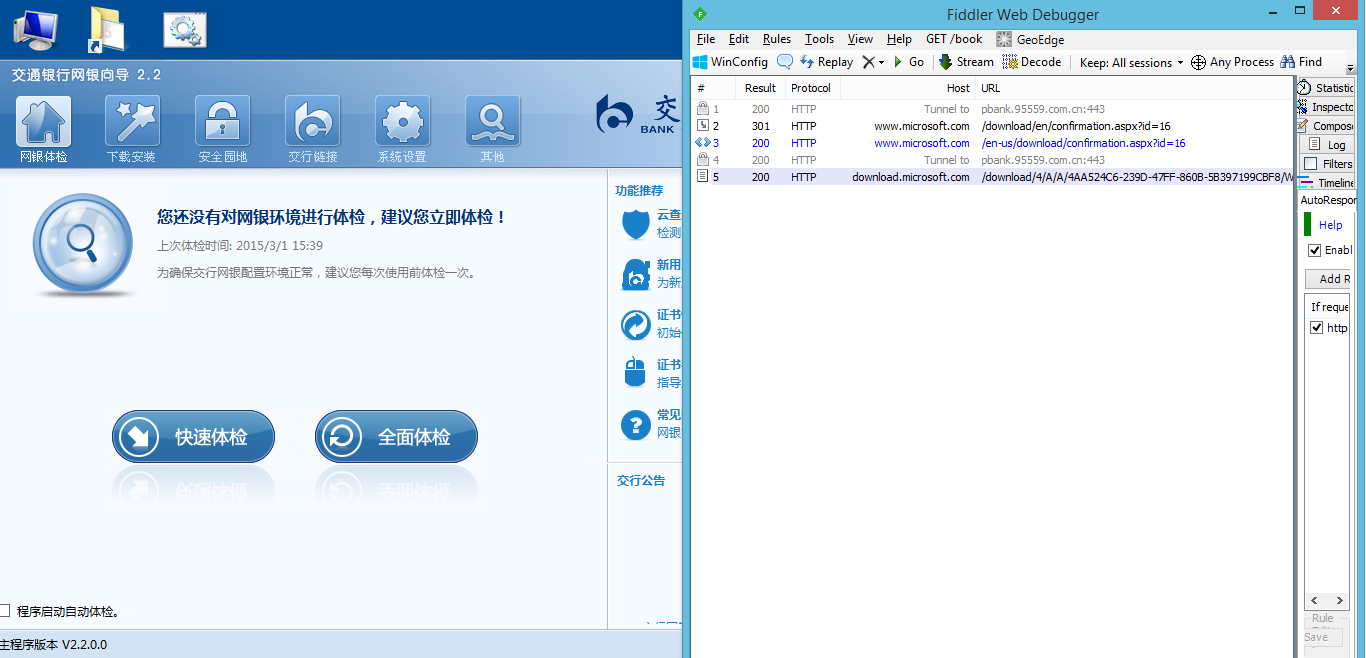 交通银行网银向导 2.2
网银体检 下载安装 安全园地 交行链接 系统设置 其他
交
BANK
您还没有对网银环境进行体检，建议您立即体检！
上次体检时间: 2015/3/1 15:39
为确保交行网银配置环境正常，建议您每次使用前体检一次。
快速体检 全面体检
功能推荐
云查
检测
新用
为新
证书
初始
证书
指导
常见
网银
交行公告
程序启动自动体检。
主程序版本 V2.2.0.0
Fiddler Web Debugger
File Edit Rules Tools View Help GET /book GeoEdge
WinConfig Replay Go Stream Decode Keep: All sessions Any Process Find
# Result Protocol Host URL
1 200 HTTP Tunnel to pbank.95559.com.cn:443
2 301 HTTP www.microsoft.com /download/en/confirmation.aspx?id=16
3 200 HTTP www.microsoft.com /en-us/download/confirmation.aspx?id=16
4 200 HTTP Tunnel to pbank.95559.com.cn:443
5 200 HTTP download.microsoft.com /download/4/A/A/4AA524C6-239D-47FF-860B-5B397199CBF8/W
Statistic
Inspecto
Compose
Log
Filters
Timeline
AutoRespor
Help
Enabl
Add R
If reque
http
Rule
Save